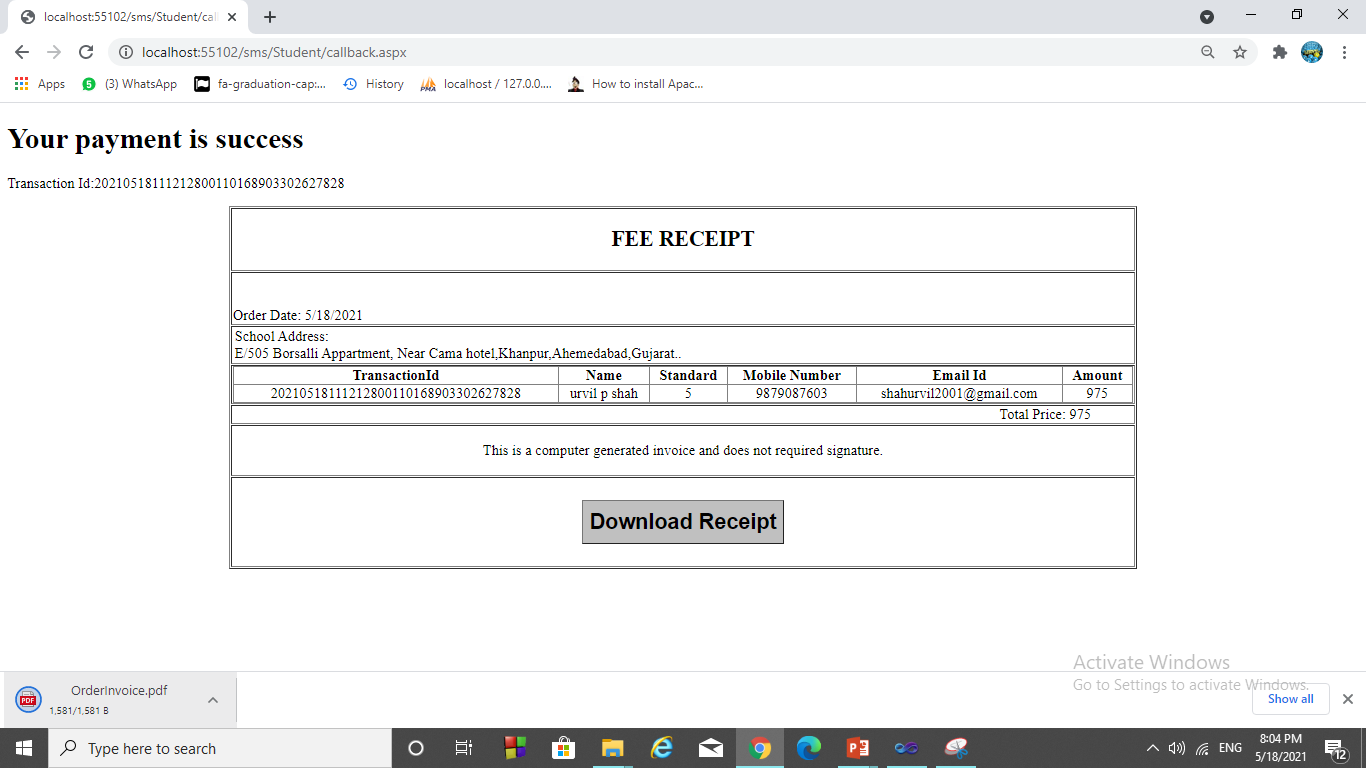 localhost:55102/sms/Student/call
localhost:55102/sms/Student/callback.aspx
Apps
5
(3) WhatsApp
fa-graduation-cap:...
History
PMA
localhost / 127.0.0....
How to install Apac...
Your payment is success
Transaction Id:20210518111212800110168903302627828
FEE RECEIPT
Order Date: 5/18/2021
School Address:
E/505 Borsalli Appartment, Near Cama hotel,Khanpur,Ahemedabad,Gujarat..
TransactionId Name Standard Mobile Number Email Id Amount
20210518111212800110168903302627828 urvil p shah 5 9879087603 shahurvil2001@gmail.com 975
Total Price: 975
This is a computer generated invoice and does not required signature.
Download Receipt
Activate Windows
Go to Settings to activate Windows.
PDF
OrderInvoice.pdf
1,581/1,581 B
Show all
Type here to search
ENG
8:04 PM
5/18/2021
12